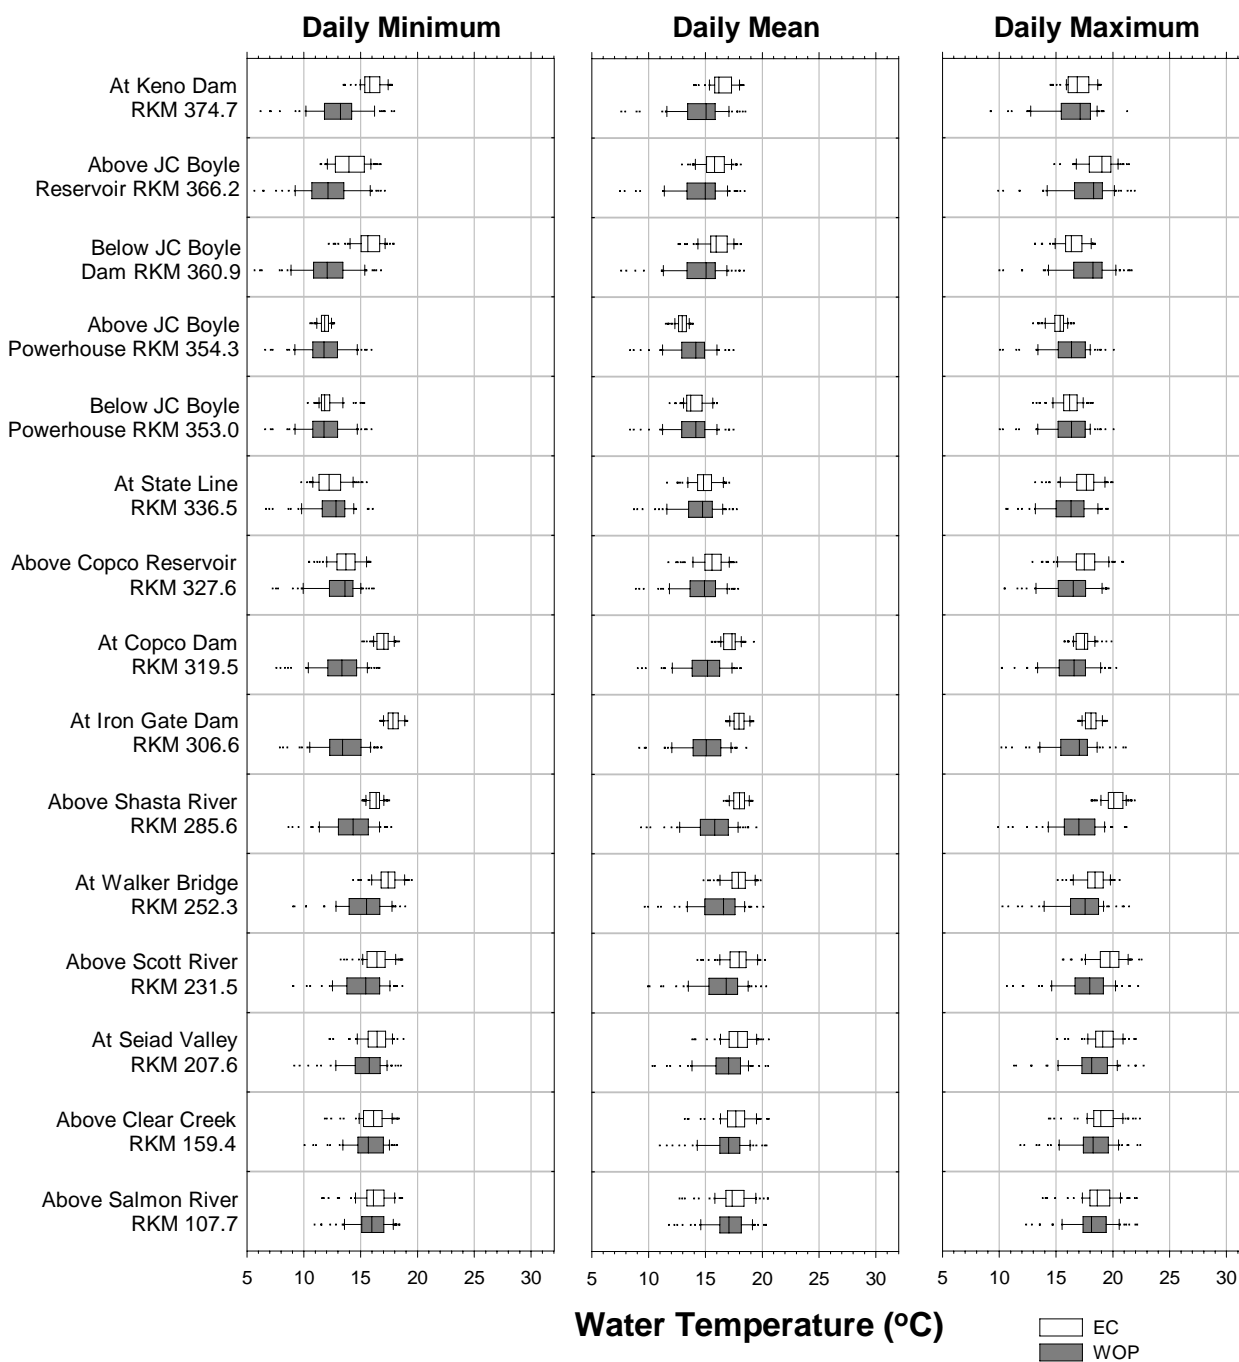 Daily Minimum Daily Mean Daily Maximum
At Keno Dam
RKM 374.7
Above JC Boyle
Reservoir RKM 366.2
Below JC Boyle
Dam RKM 360.9
Above JC Boyle
Powerhouse RKM 354.3
Below JC Boyle
Powerhouse RKM 353.0
At State Line
RKM 336.5
Above Copco Reservoir
RKM 327.6
At Copco Dam
RKM 319.5
At Iron Gate Dam
RKM 306.6
Above Shasta River
RKM 285.6
At Walker Bridge
RKM 252.3
Above Scott River
RKM 231.5
At Seiad Valley
RKM 207.6
Above Clear Creek
RKM 159.4
Above Salmon River
RKM 107.7
5 10 15 20 25 30 5 10 15 20 25 30 5 10 15 20 25 30
Water Temperature (ºC)
EC
WOP